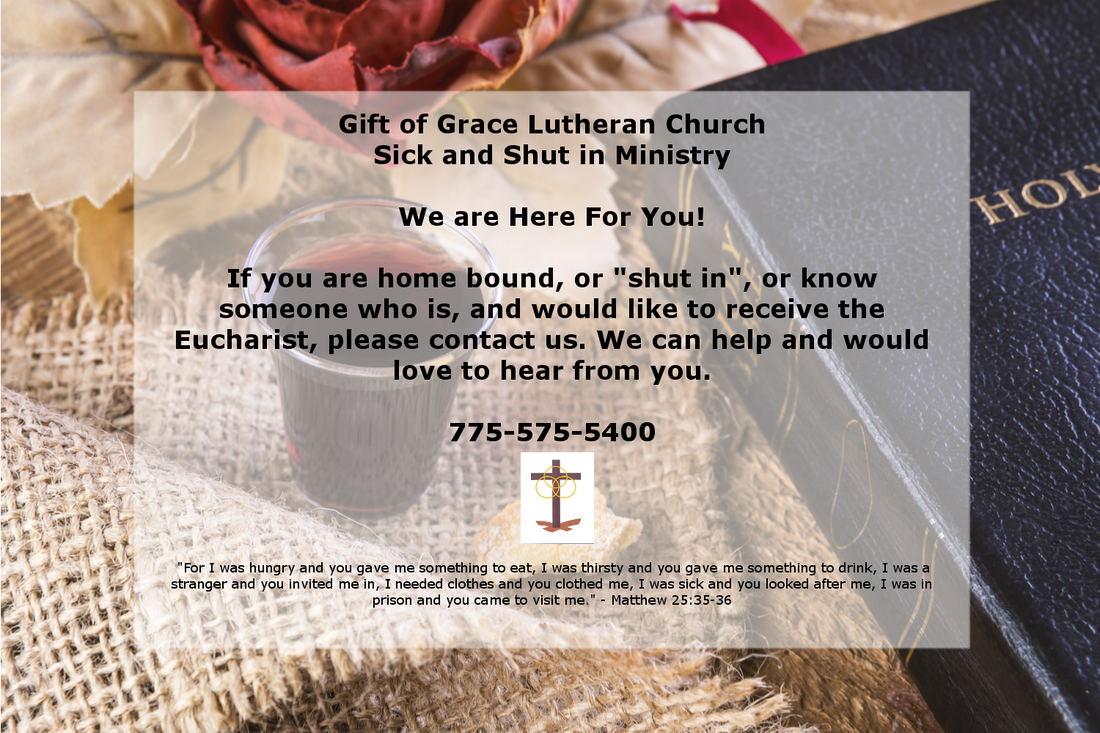 Gift of Grace Lutheran Church
Sick and Shut in Ministry
We are Here For You!
If you are home bound, or "shut in", or know
someone who is, and would like to receive the
Eucharist, please contact us. We can help and would
love to hear from you.
775-575-5400
"For I was hungry and you gave me something to eat, I was thirsty and you gave me something to drink, I was a
stranger and you invited me in, I needed clothes and you clothed me, I was sick and you looked after me, I was in
prison and you came to visit me." - Matthew 25:35-36
HOLY